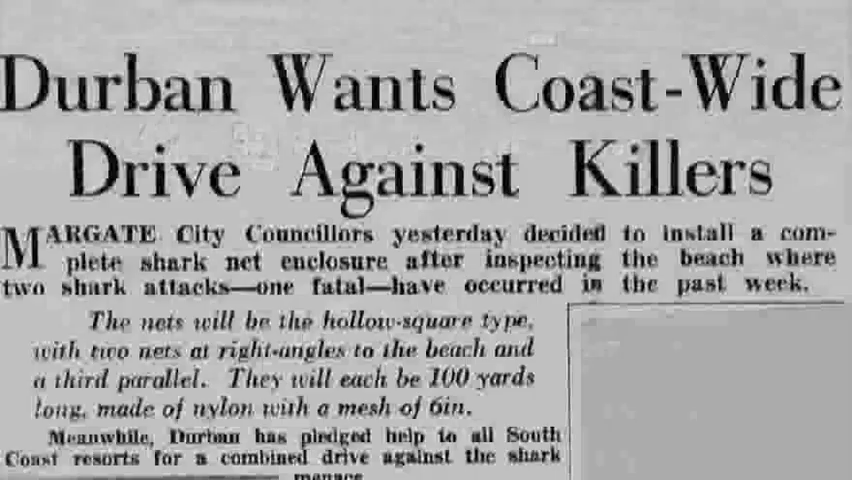 Durban Wants Coast-Wide
Drive Against Killers
MARGATE City Councillors yesterday decided to install a com-
plete shark net enclosure after inspecting the beach where
two shark attacks—one fatal—have occurred in the past week.
The nets will be the hollow-square type,
with two nets at right-angles to the beach and
a third parallel. They will each be 100 yards
long, made of nylon with a mesh of 6in.
Meanwhile, Durban has pledged help to all South
Coast resorts for a combined drive against the shark
menace